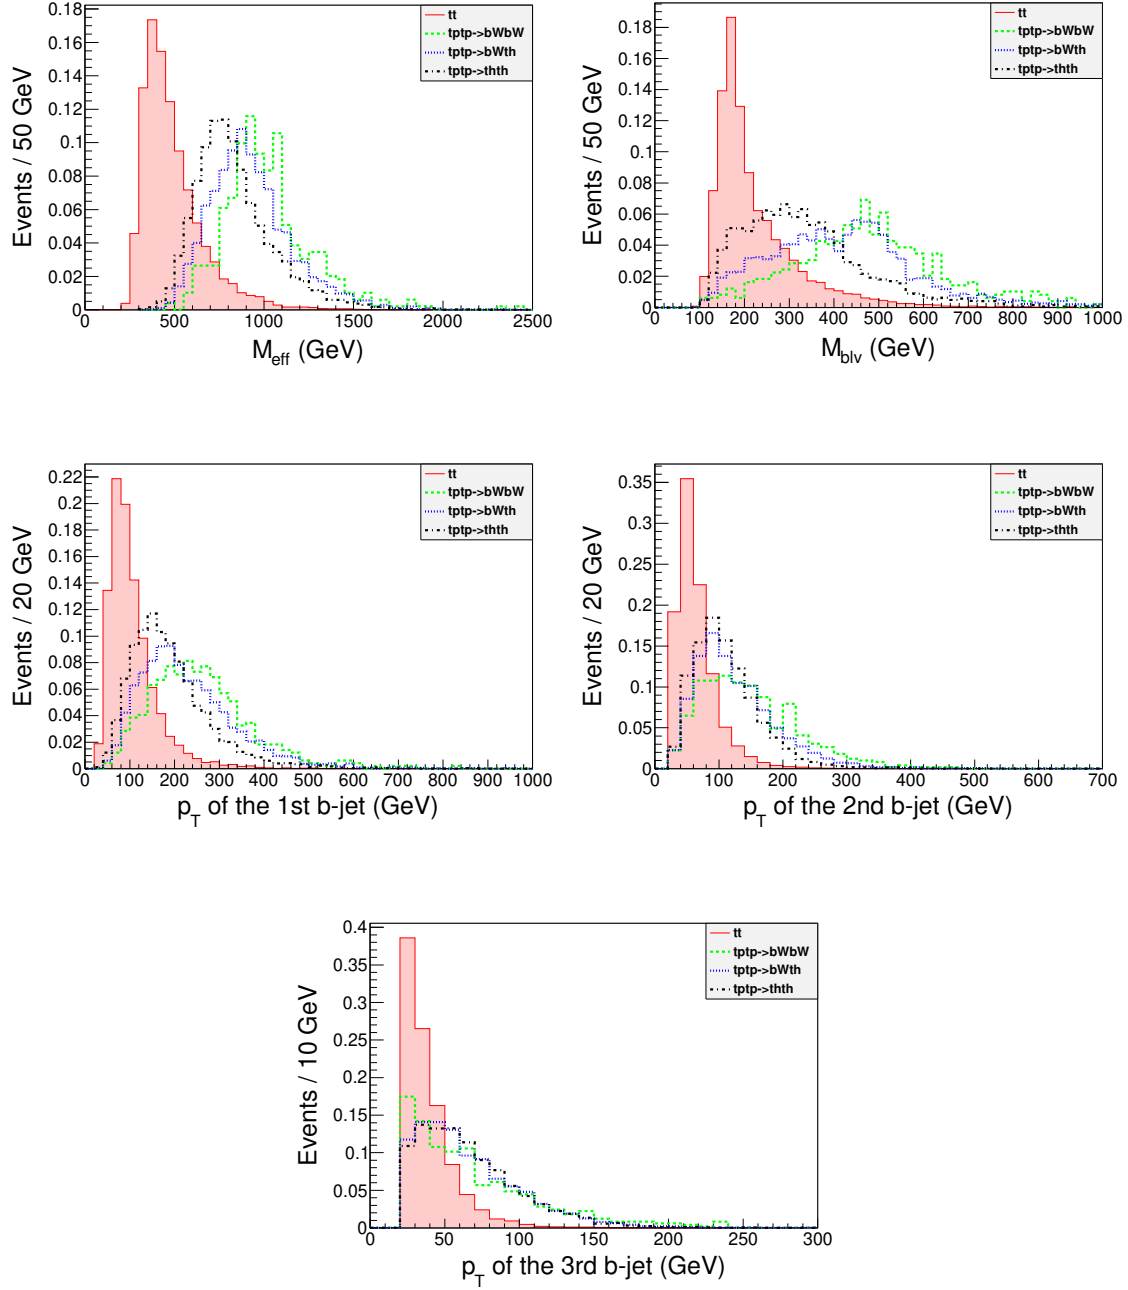 0.18
0.16
0.14
0.12
0.1
0.08
0.06
0.04
0.02
0
Events / 50 GeV
tt
tptp->bWbW
tptp->bWth
tptp->thth
0 500 1000 1500 2000 2500
M_eff (GeV)
0.18
0.16
0.14
0.12
0.1
0.08
0.06
0.04
0.02
0
Events / 50 GeV
tt
tptp->bWbW
tptp->bWth
tptp->thth
0 100 200 300 400 500 600 700 800 900 1000
M_blv (GeV)
0.22
0.2
0.18
0.16
0.14
0.12
0.1
0.08
0.06
0.04
0.02
0
Events / 20 GeV
tt
tptp->bWbW
tptp->bWth
tptp->thth
0 100 200 300 400 500 600 700 800 900 1000
p_T of the 1st b-jet (GeV)
0.35
0.3
0.25
0.2
0.15
0.1
0.05
0
Events / 20 GeV
tt
tptp->bWbW
tptp->bWth
tptp->thth
0 100 200 300 400 500 600 700
p_T of the 2nd b-jet (GeV)
0.4
0.35
0.3
0.25
0.2
0.15
0.1
0.05
0
Events / 10 GeV
tt
tptp->bWbW
tptp->bWth
tptp->thth
0 50 100 150 200 250 300
p_T of the 3rd b-jet (GeV)